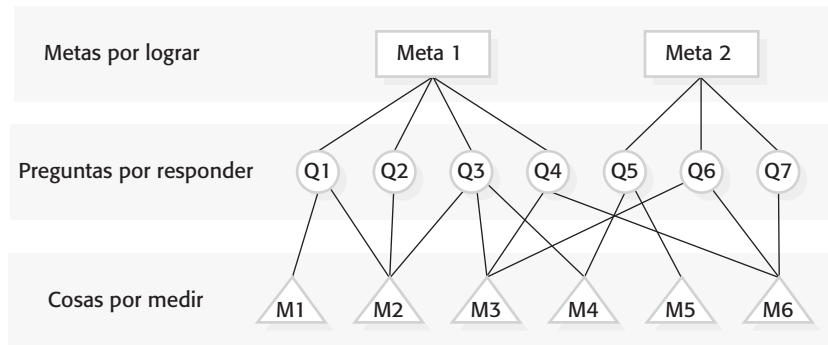 Metas por lograr
Meta 1
Meta 2
Preguntas por responder
Q1
Q2
Q3
Q4
Q5
Q6
Q7
Cosas por medir
M1
M2
M3
M4
M5
M6